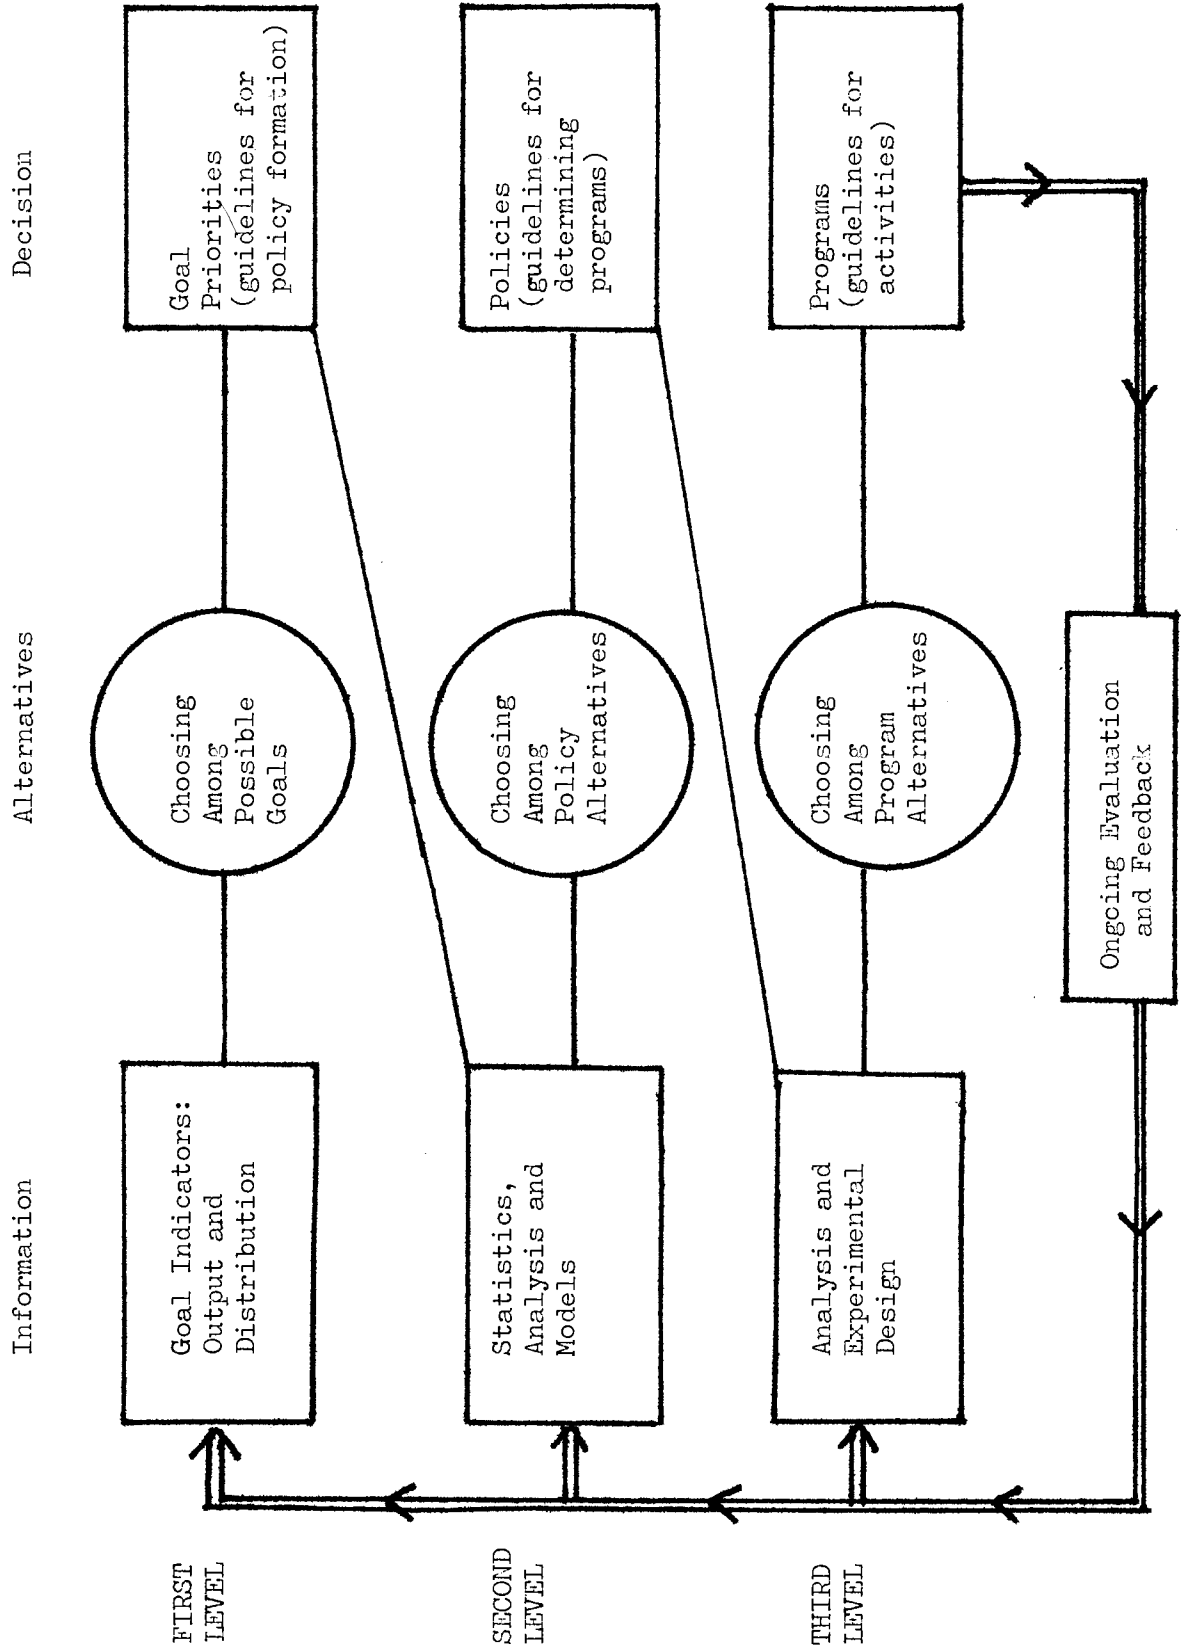 Information
Alternatives
Decision
FIRST
LEVEL
Goal Indicators:
Output and
Distribution
Choosing
Among
Possible
Goals
Goal
Priorities
(guidelines for
policy formation)
SECOND
LEVEL
Statistics,
Analysis and
Models
Choosing
Among
Policy
Alternatives
Policies
(guidelines for
determining
programs)
THIRD
LEVEL
Analysis and
Experimental
Design
Choosing
Among
Program
Alternatives
Programs
(guidelines for
activities)
Ongoing Evaluation
and Feedback